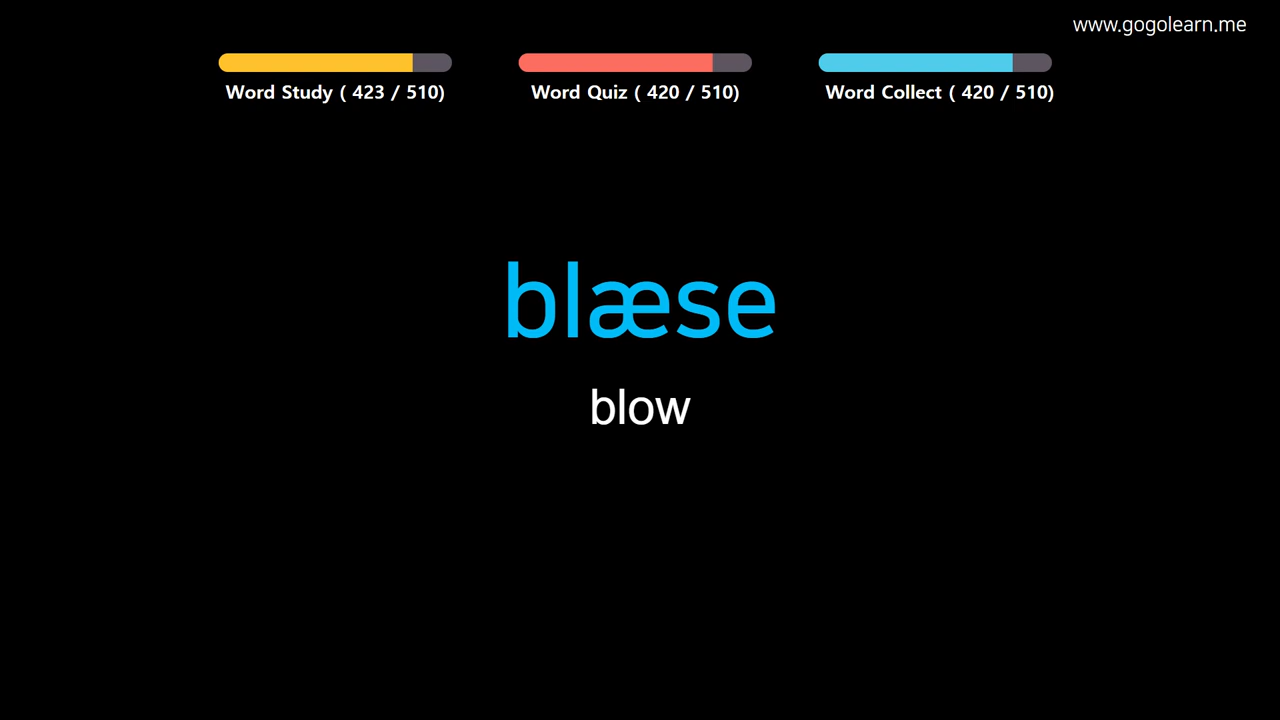 www.gogolearn.me
Word Study ( 423 / 510)
Word Quiz ( 420 / 510)
Word Collect ( 420 / 510)
blæse
blow